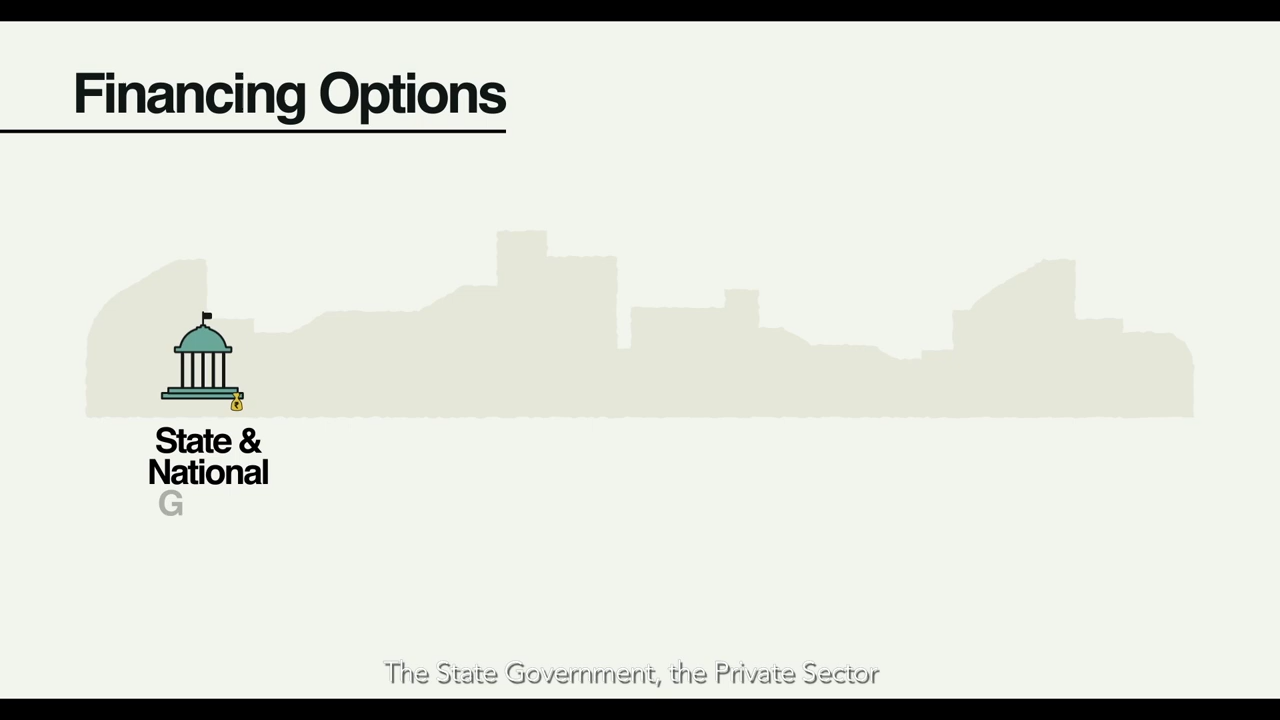 Financing Options
State &
National
G
The State Government, the Private Sector